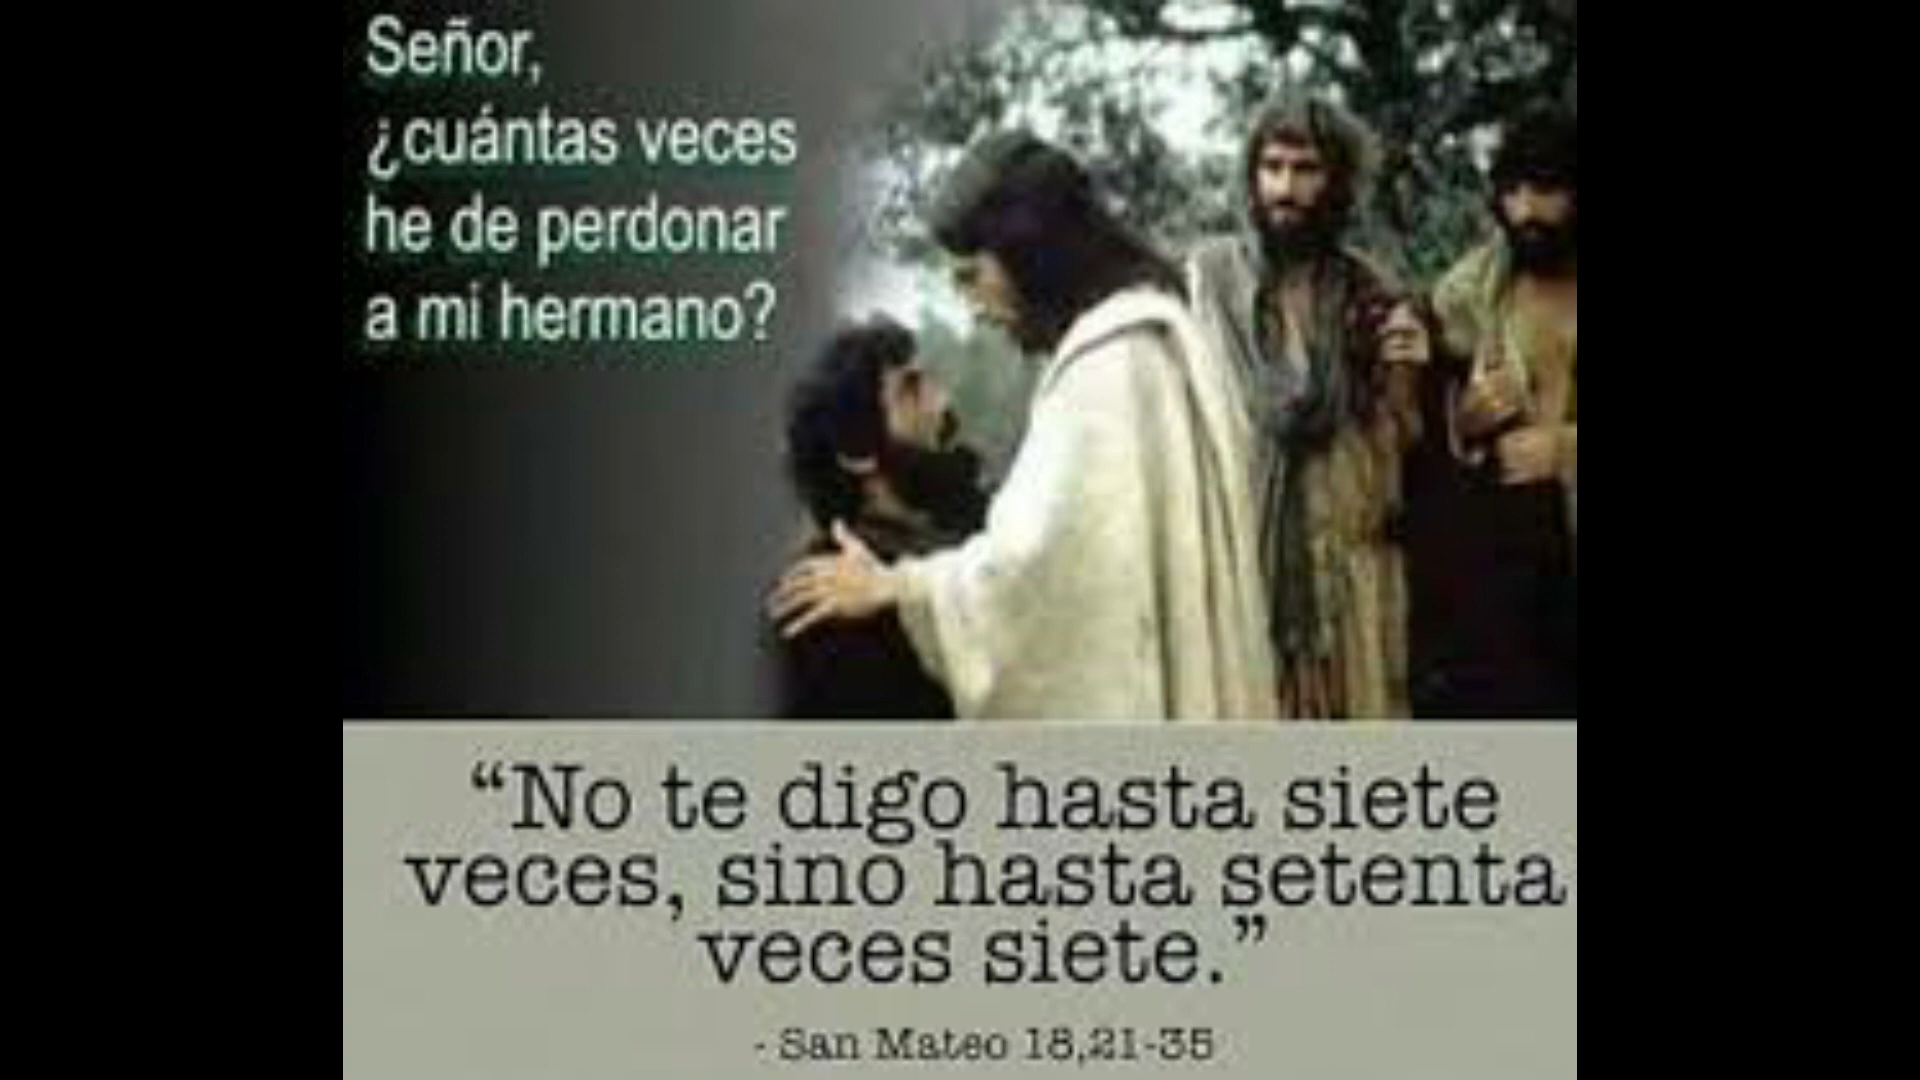 Señor,
¿cuántas veces
he de perdonar
a mi hermano?
“No te digo hasta siete
veces, sino hasta setenta
veces siete.”
- San Mateo 18,21-35